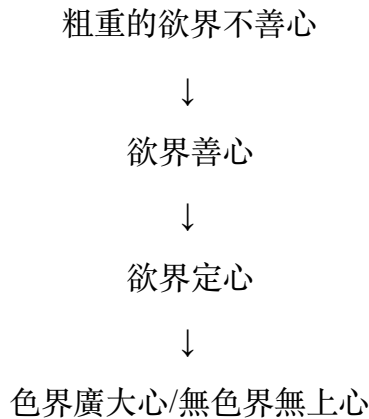 粗重的欲界不善心
↓
欲界善心
↓
欲界定心
↓
色界廣大心/無色界無上心